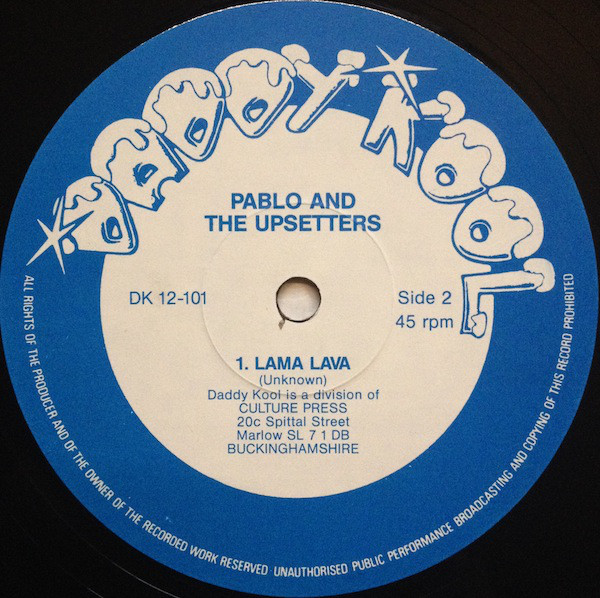 DADDY KOOL
PABLO AND
THE UPSETTERS
DK 12-101
Side 2
45 rpm
1. LAMA LAVA
(Unknown)
Daddy Kool is a division of
CULTURE PRESS
20c Spittal Street
Marlow SL 7 1 DB
BUCKINGHAMSHIRE
ALL RIGHTS OF THE PRODUCER AND OF THE OWNER OF THE RECORDED WORK RESERVED UNAUTHORISED PUBLIC PERFORMANCE BROADCASTING AND COPYING OF THIS RECORD PROHIBITED